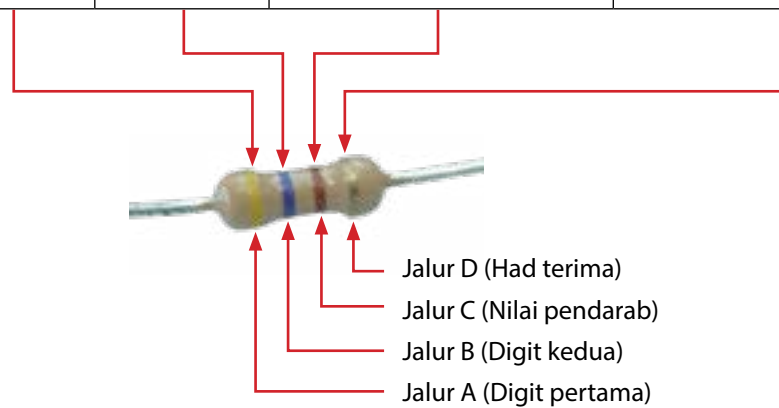 Jalur D (Had terima)
Jalur C (Nilai pendarab)
Jalur B (Digit kedua)
Jalur A (Digit pertama)